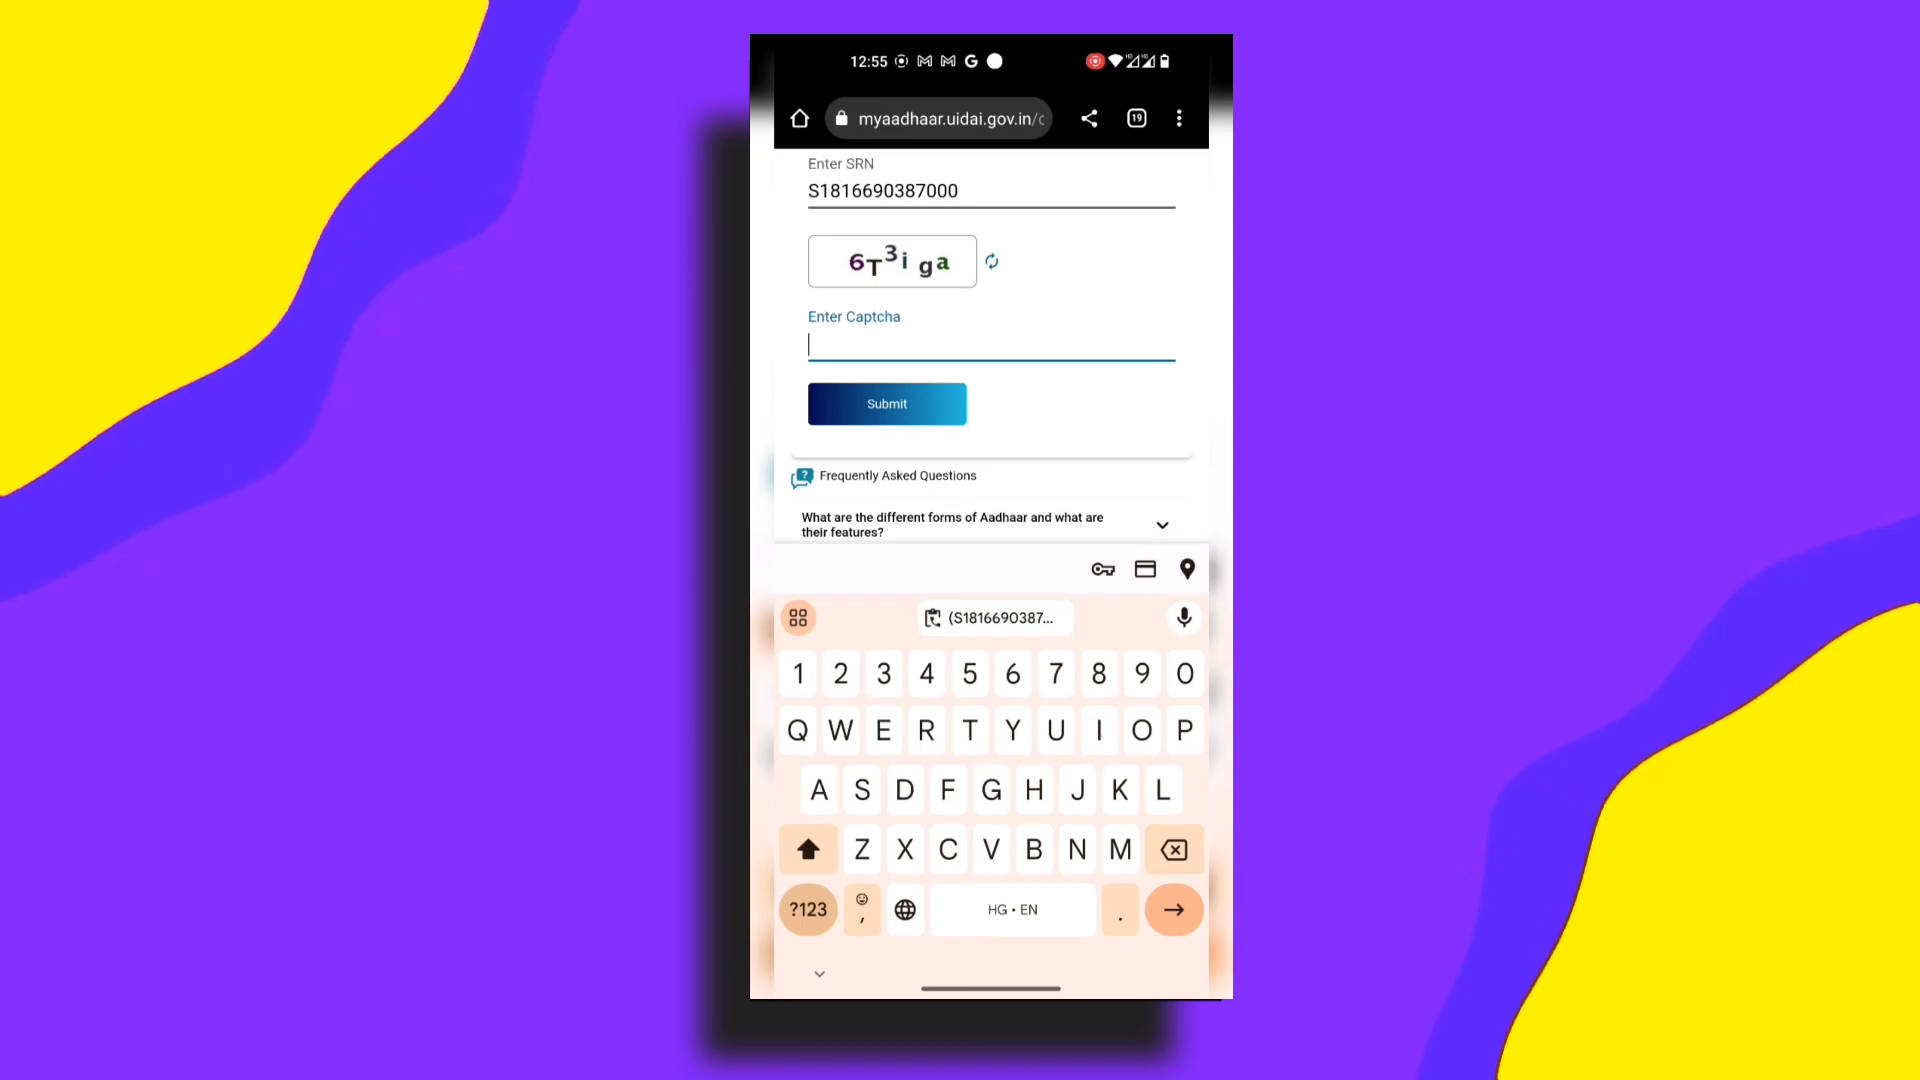 12:55
myaadhaar.uidai.gov.in/c
19
Enter SRN
S1816690387000
6T3i ga
Enter Captcha
Submit
Frequently Asked Questions
What are the different forms of Aadhaar and what are
their features?
(S1816690387...
1 2 3 4 5 6 7 8 9 0
Q W E R T Y U I O P
A S D F G H J K L
Z X C V B N M
?123 , HG • EN .